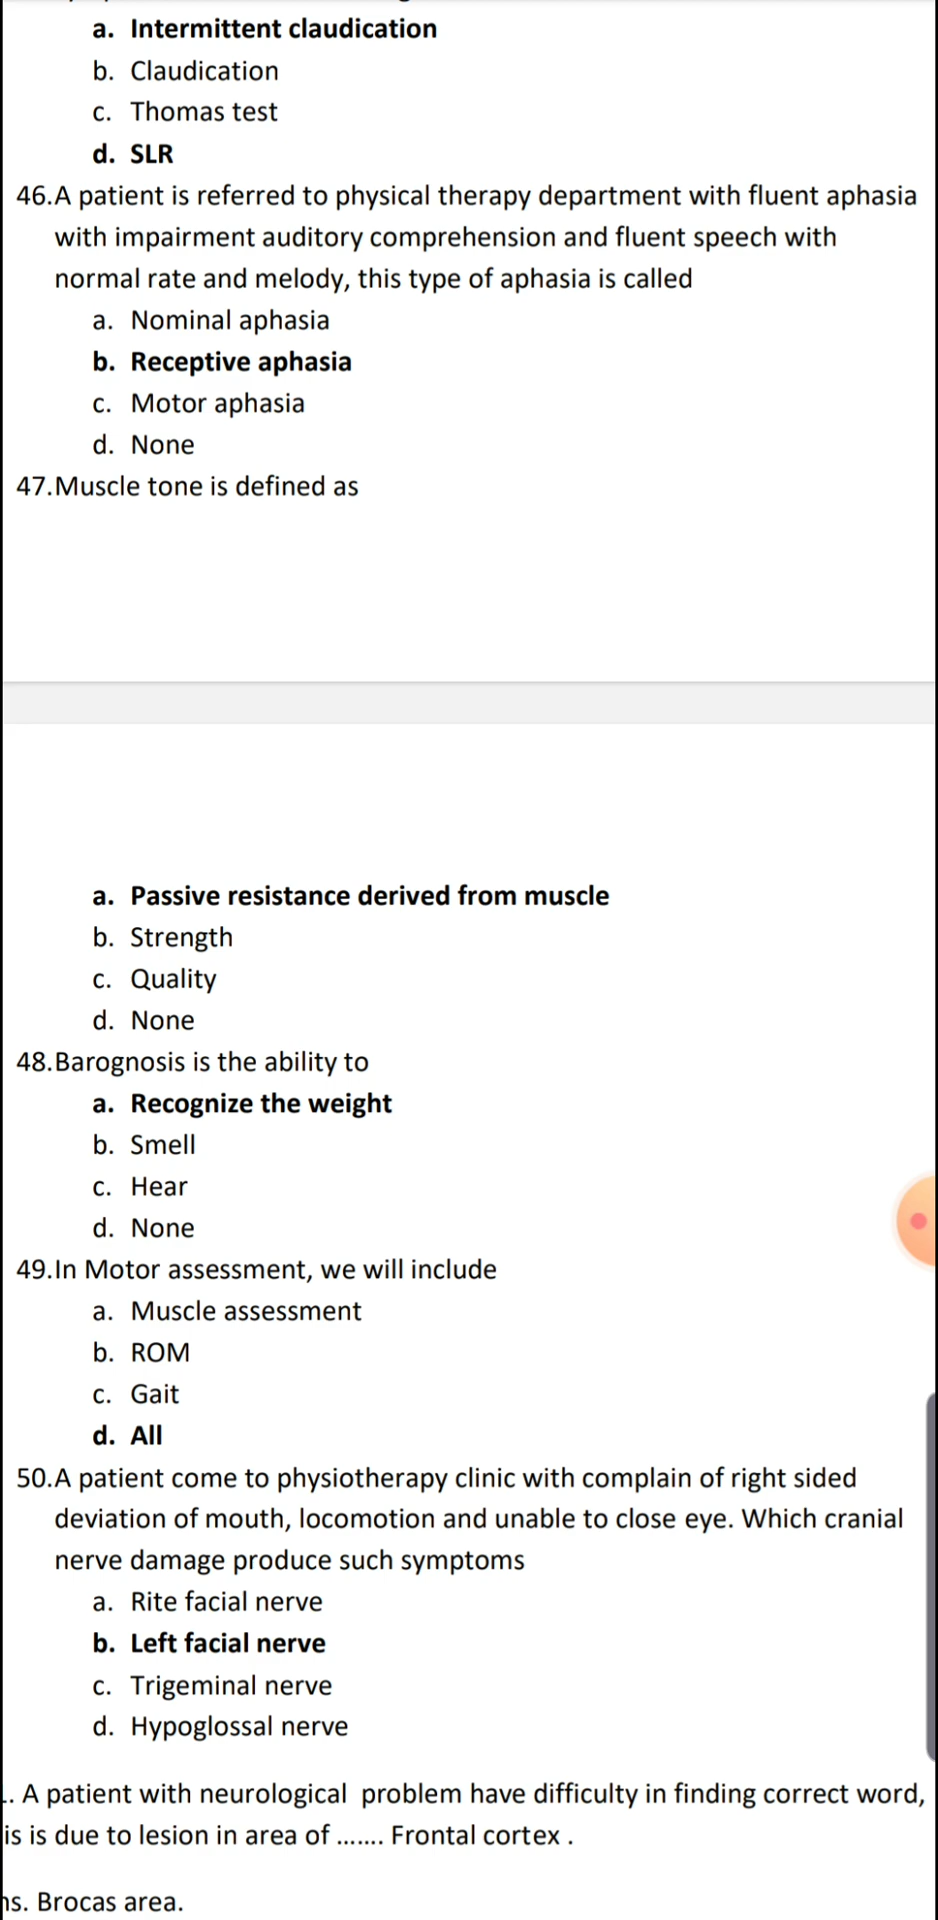 a. Intermittent claudication
b. Claudication
c. Thomas test
d. SLR
46.A patient is referred to physical therapy department with fluent aphasia
with impairment auditory comprehension and fluent speech with
normal rate and melody, this type of aphasia is called
a. Nominal aphasia
b. Receptive aphasia
c. Motor aphasia
d. None
47.Muscle tone is defined as
a. Passive resistance derived from muscle
b. Strength
c. Quality
d. None
48.Barognosis is the ability to
a. Recognize the weight
b. Smell
c. Hear
d. None
49.In Motor assessment, we will include
a. Muscle assessment
b. ROM
c. Gait
d. All
50.A patient come to physiotherapy clinic with complain of right sided
deviation of mouth, locomotion and unable to close eye. Which cranial
nerve damage produce such symptoms
a. Rite facial nerve
b. Left facial nerve
c. Trigeminal nerve
d. Hypoglossal nerve
. A patient with neurological problem have difficulty in finding correct word,
is is due to lesion in area of ....... Frontal cortex .
s. Brocas area.